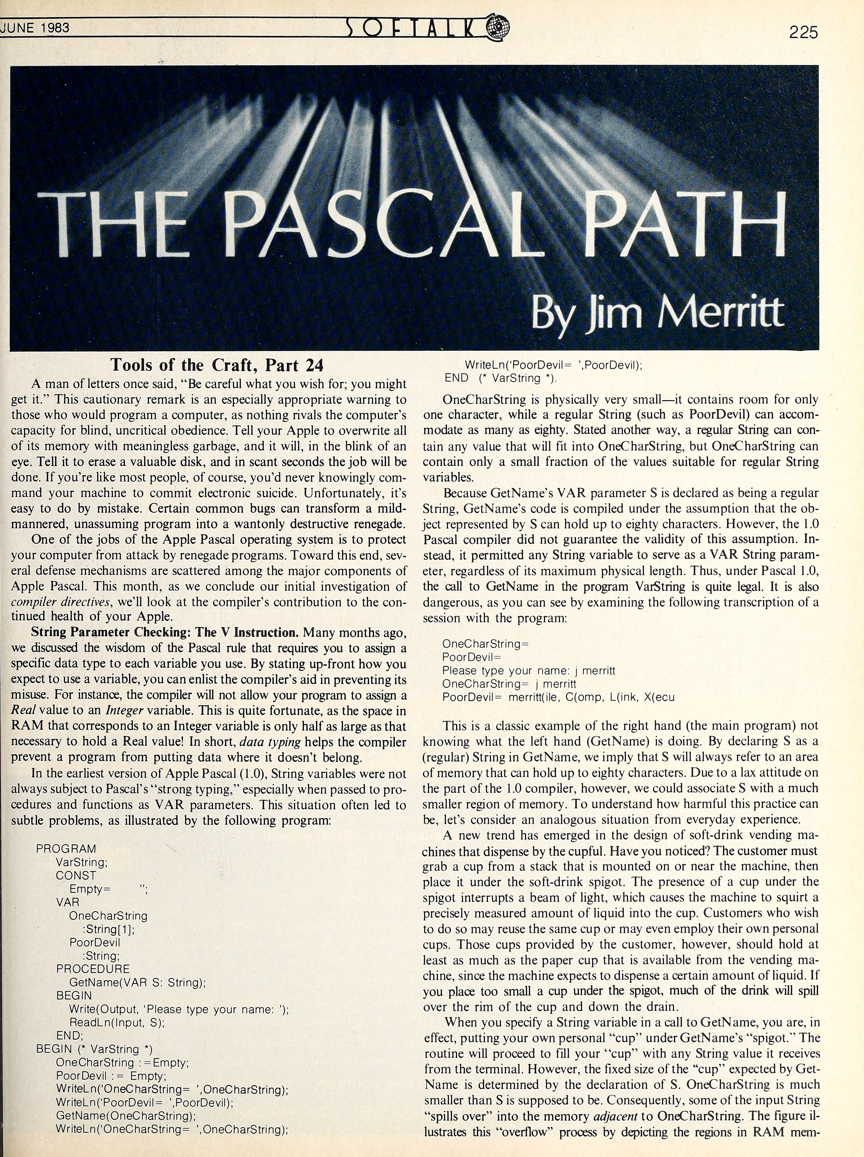 JUNE 1983
SOFTALK
225
THE PASCAL PATH
By Jim Merritt
Tools of the Craft, Part 24
A man of letters once said, “Be careful what you wish for; you might
get it.” This cautionary remark is an especially appropriate warning to
those who would program a computer, as nothing rivals the computer's
capacity for blind, uncritical obedience. Tell your Apple to overwrite all
of its memory with meaningless garbage, and it will, in the blink of an
eye. Tell it to erase a valuable disk, and in scant seconds the job will be
done. If you're like most people, of course, you'd never knowingly com-
mand your machine to commit electronic suicide. Unfortunately, it's
easy to do by mistake. Certain common bugs can transform a mild-
mannered, unassuming program into a wantonly destructive renegade.
One of the jobs of the Apple Pascal operating system is to protect
your computer from attack by renegade programs. Toward this end, sev-
eral defense mechanisms are scattered among the major components of
Apple Pascal. This month, as we conclude our initial investigation of
compiler directives, we'll look at the compiler's contribution to the con-
tinued health of your Apple.
String Parameter Checking: The V Instruction. Many months ago,
we discussed the wisdom of the Pascal rule that requires you to assign a
specific data type to each variable you use. By stating up-front how you
expect to use a variable, you can enlist the compiler's aid in preventing its
misuse. For instance, the compiler will not allow your program to assign a
Real value to an Integer variable. This is quite fortunate, as the space in
RAM that corresponds to an Integer variable is only half as large as that
necessary to hold a Real value! In short, data typing helps the compiler
prevent a program from putting data where it doesn't belong.
In the earliest version of Apple Pascal (1.0), String variables were not
always subject to Pascal's “strong typing,” especially when passed to pro-
cedures and functions as VAR parameters. This situation often led to
subtle problems, as illustrated by the following program:
PROGRAM
VarString;
CONST
Empty= '';
VAR
OneCharString
:String[1];
PoorDevil
:String;
PROCEDURE
GetName(VAR S: String);
BEGIN
Write(Output, 'Please type your name: ');
ReadLn(Input, S);
END;
BEGIN (* VarString *)
OneCharString :=Empty;
PoorDevil := Empty;
WriteLn('OneCharString= ',OneCharString);
WriteLn('PoorDevil= ',PoorDevil);
GetName(OneCharString);
WriteLn('OneCharString= ',OneCharString);
WriteLn('PoorDevil= ',PoorDevil);
END (* VarString *).
OneCharString is physically very small—it contains room for only
one character, while a regular String (such as PoorDevil) can accom-
modate as many as eighty. Stated another way, a regular String can con-
tain any value that will fit into OneCharString, but OneCharString can
contain only a small fraction of the values suitable for regular String
variables.
Because GetName's VAR parameter S is declared as being a regular
String, GetName's code is compiled under the assumption that the ob-
ject represented by S can hold up to eighty characters. However, the 1.0
Pascal compiler did not guarantee the validity of this assumption. In-
stead, it permitted any String variable to serve as a VAR String param-
eter, regardless of its maximum physical length. Thus, under Pascal 1.0,
the call to GetName in the program VarString is quite legal. It is also
dangerous, as you can see by examining the following transcription of a
session with the program:
OneCharString=
PoorDevil=
Please type your name: j merritt
OneCharString= j merritt
PoorDevil= merritt(ile, C(omp, L(ink, X(ecu
This is a classic example of the right hand (the main program) not
knowing what the left hand (GetName) is doing. By declaring S as a
(regular) String in GetName, we imply that S will always refer to an area
of memory that can hold up to eighty characters. Due to a lax attitude on
the part of the 1.0 compiler, however, we could associate S with a much
smaller region of memory. To understand how harmful this practice can
be, let's consider an analogous situation from everyday experience.
A new trend has emerged in the design of soft-drink vending ma-
chines that dispense by the cupful. Have you noticed? The customer must
grab a cup from a stack that is mounted on or near the machine, then
place it under the soft-drink spigot. The presence of a cup under the
spigot interrupts a beam of light, which causes the machine to squirt a
precisely measured amount of liquid into the cup. Customers who wish
to do so may reuse the same cup or may even employ their own personal
cups. Those cups provided by the customer, however, should hold at
least as much as the paper cup that is available from the vending ma-
chine, since the machine expects to dispense a certain amount of liquid. If
you place too small a cup under the spigot, much of the drink will spill
over the rim of the cup and down the drain.
When you specify a String variable in a call to GetName, you are, in
effect, putting your own personal “cup” under GetName's “spigot.” The
routine will proceed to fill your “cup” with any String value it receives
from the terminal. However, the fixed size of the “cup” expected by Get-
Name is determined by the declaration of S. OneCharString is much
smaller than S is supposed to be. Consequently, some of the input String
“spills over” into the memory adjacent to OneCharString. The figure il-
lustrates this “overflow” process by depicting the regions in RAM mem-